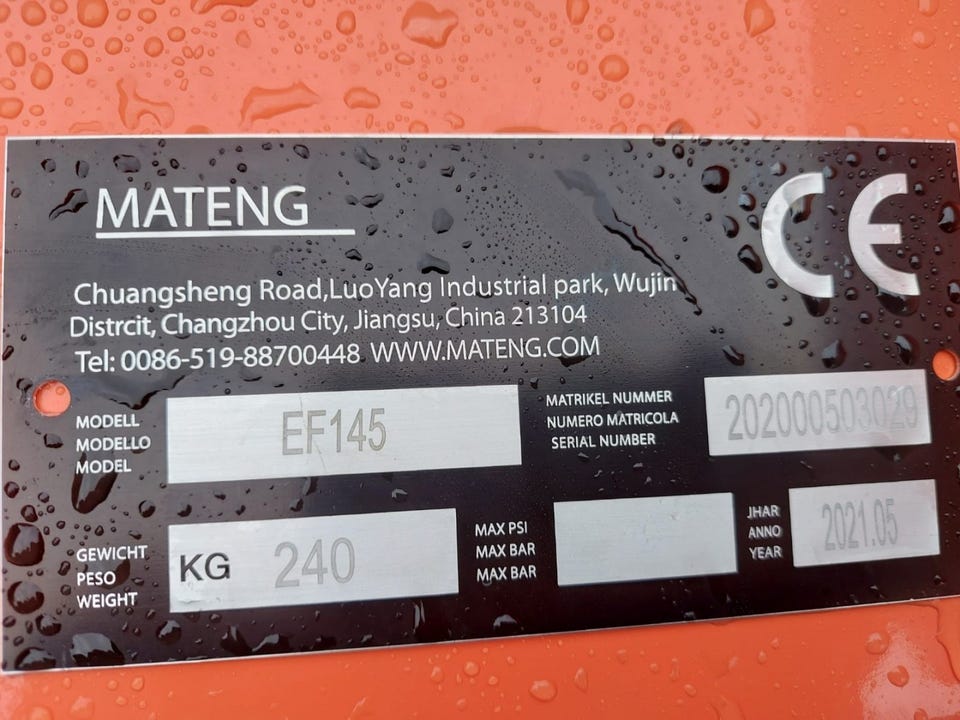 MATENG
CE
Chuangsheng Road,LuoYang Industrial park, Wujin
Distrcit, Changzhou City, Jiangsu, China 213104
Tel: 0086-519-88700448 WWW.MATENG.COM
MODELL
MODELLO
MODEL
EF145
MATRIKEL NUMMER
NUMERO MATRICOLA
SERIAL NUMBER
202000503029
GEWICHT
PESO
WEIGHT
KG 240
MAX PSI
MAX BAR
MAX BAR
JHAR
ANNO
YEAR
2021.05